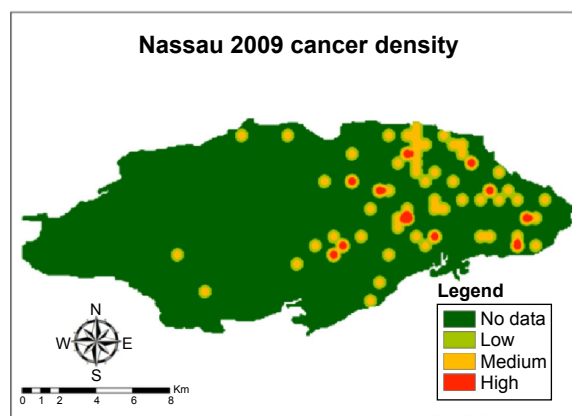 Nassau 2009 cancer density
Legend
No data
Low
Medium
High
N
W E
S
Km
0 1 2 4 6 8